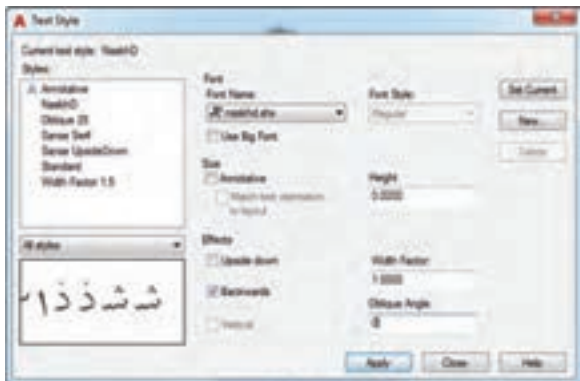 Text Style
Current text style: NaskhD
Styles:
Annotative
NaskhD
Oblique 25
Sanse Serif
Sanse UpsideDown
Standard
Width Factor 1.5
All styles
Font
Font Name:
naskhd.shx
Use Big Font
Font Style:
Regular
Size
Annotative
Match text orientation
to layout
Height
0.0000
Effects
Upside down
Backwards
Vertical
Width Factor:
1.0000
Oblique Angle:
Set Current
New...
Delete
Apply
Close
Help